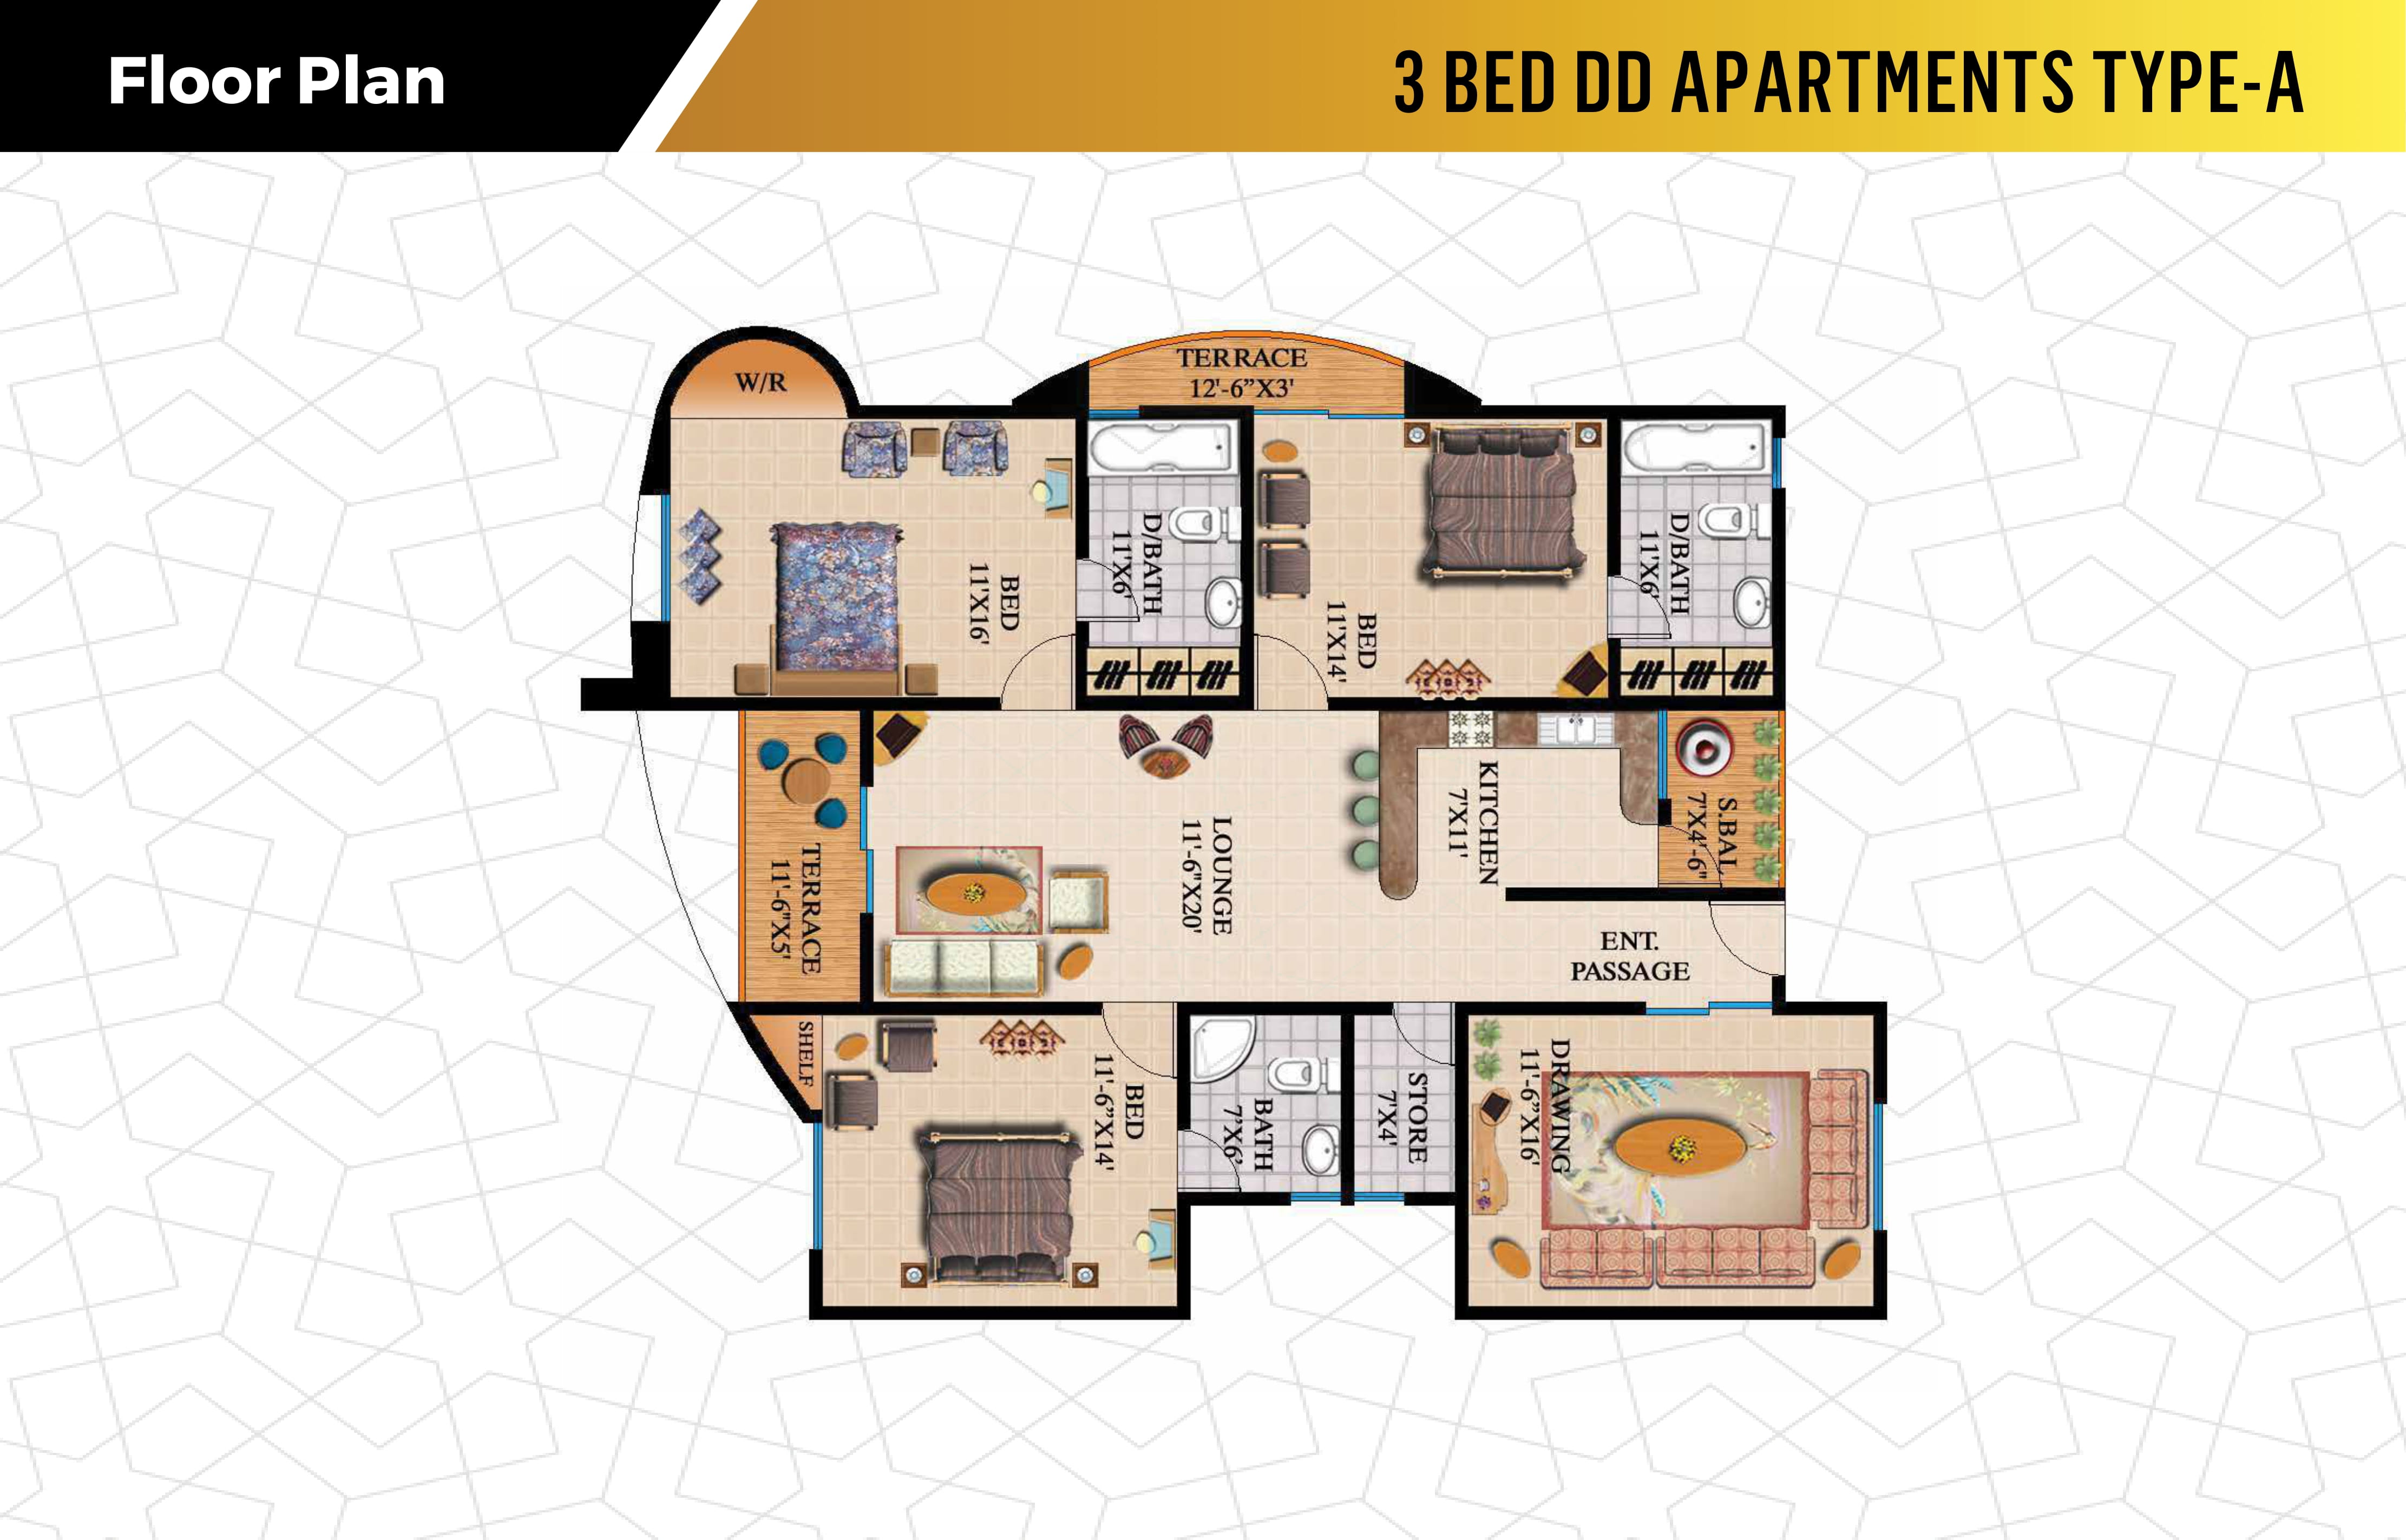 Floor Plan
3 BED DD APARTMENTS TYPE-A
W/R
TERRACE
12'-6”X3'
BED
11'X16'
D/BATH
11'X6'
BED
11'X14'
D/BATH
11'X6'
TERRACE
11'-6"X5'
LOUNGE
11'-6"X20'
KITCHEN
7'X11'
S.BAL
7'X4'-6"
ENT.
PASSAGE
SHELF
BED
11'-6”X14'
BATH
7'X6'
STORE
7'X4'
DRAWING
11'-6”X16'